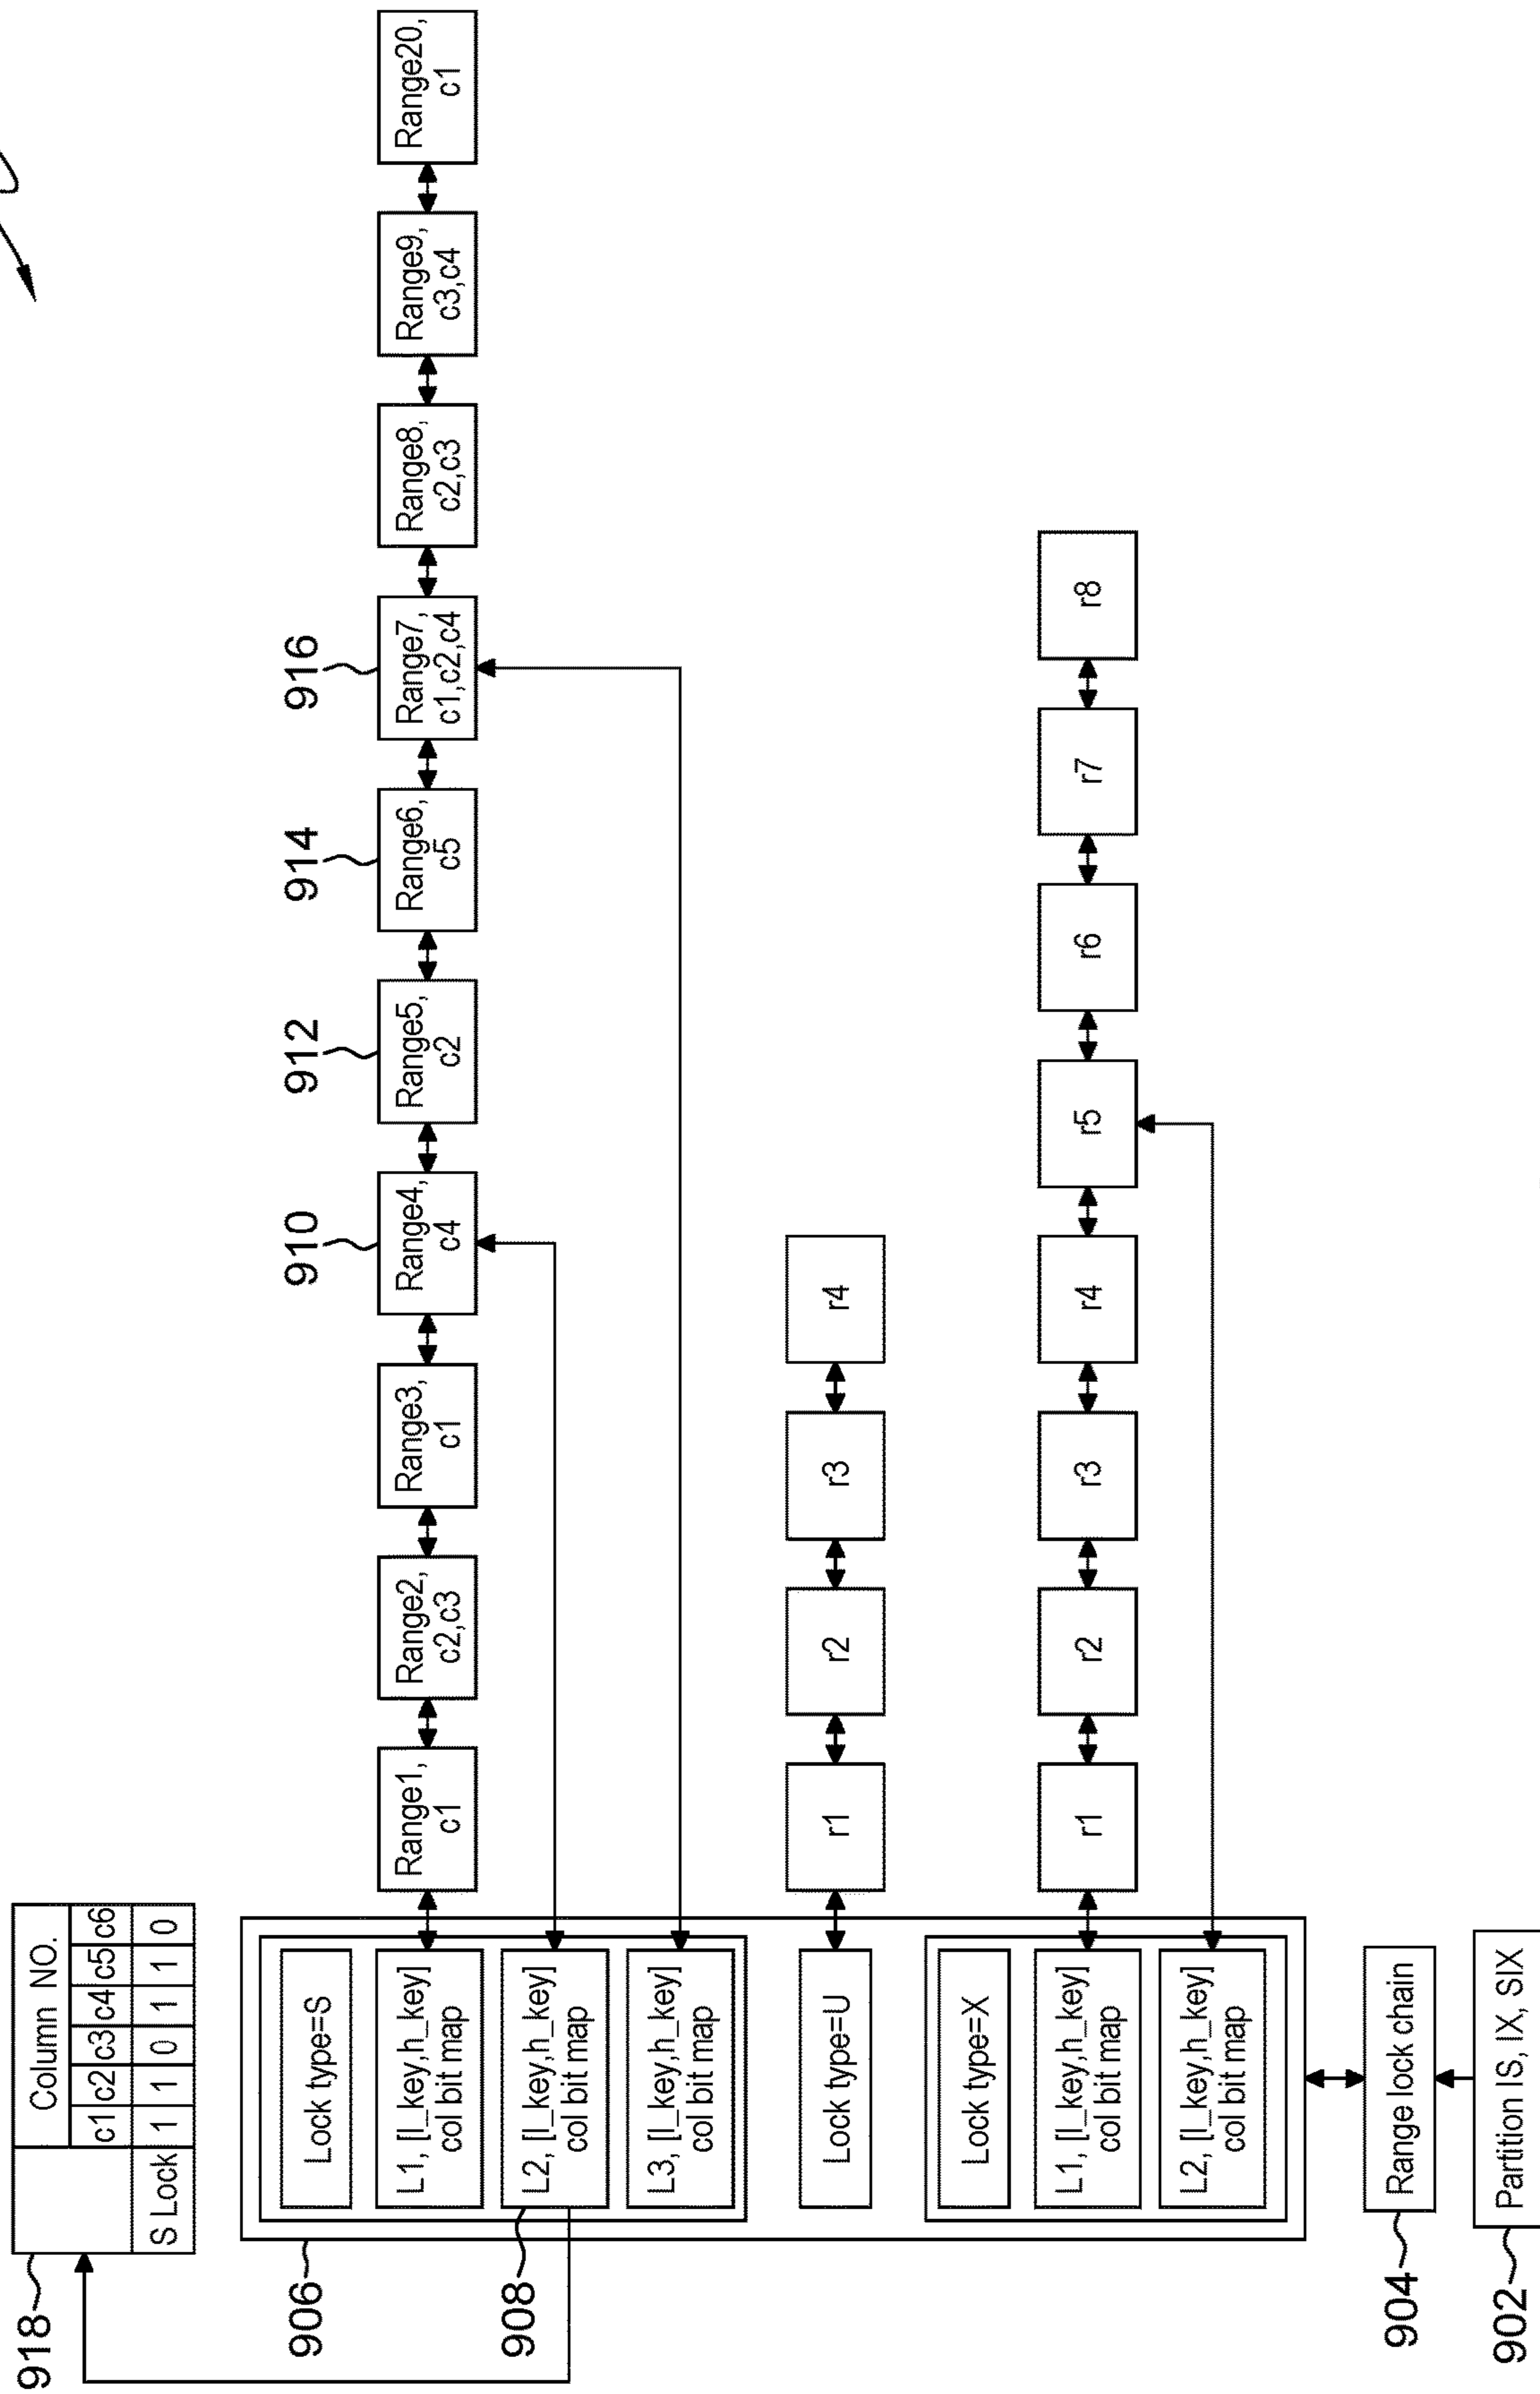 918
Column NO.
c1 c2 c3 c4 c5 c6
S Lock 1 1 0 1 1 0
906
Lock type=S
L1, [l_key,h_key]
col bit map
908
L2, [l_key,h_key]
col bit map
L3, [l_key,h_key]
col bit map
Range1,
c1
Range2,
c2,c3
Range3,
c1
910
Range4,
c4
912
Range5,
c2
914
Range6,
c5
916
Range7,
c1,c2,c4
Range8,
c2,c3
Range9,
c3,c4
Range20,
c1
Lock type=U
r1
r2
r3
r4
Lock type=X
L1, [l_key,h_key]
col bit map
L2, [l_key,h_key]
col bit map
r1
r2
r3
r4
r5
r6
r7
r8
904
Range lock chain
902
Partition IS, IX, SIX